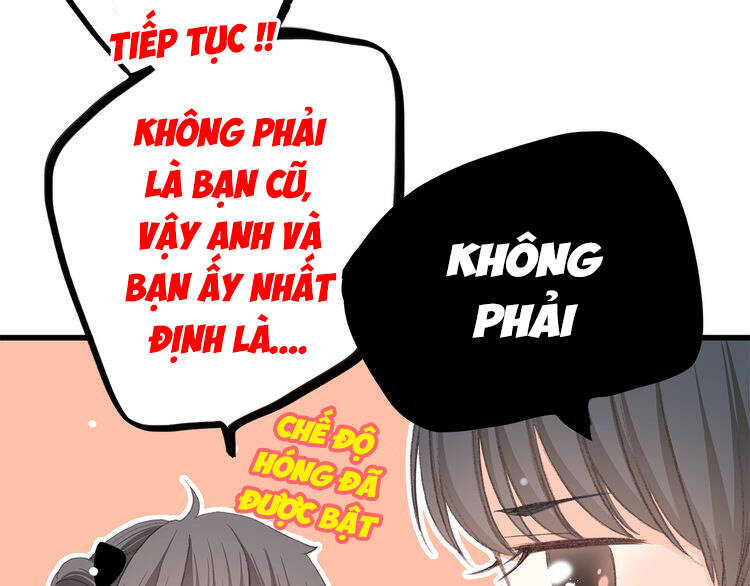 TIẾP TỤC !!
KHÔNG PHẢI
LÀ BẠN CŨ,
VẬY ANH VÀ
BẠN ẤY NHẤT
ĐỊNH LÀ....
KHÔNG
PHẢI
CHẾ ĐỘ
HÓNG ĐÃ
ĐƯỢC BẬT